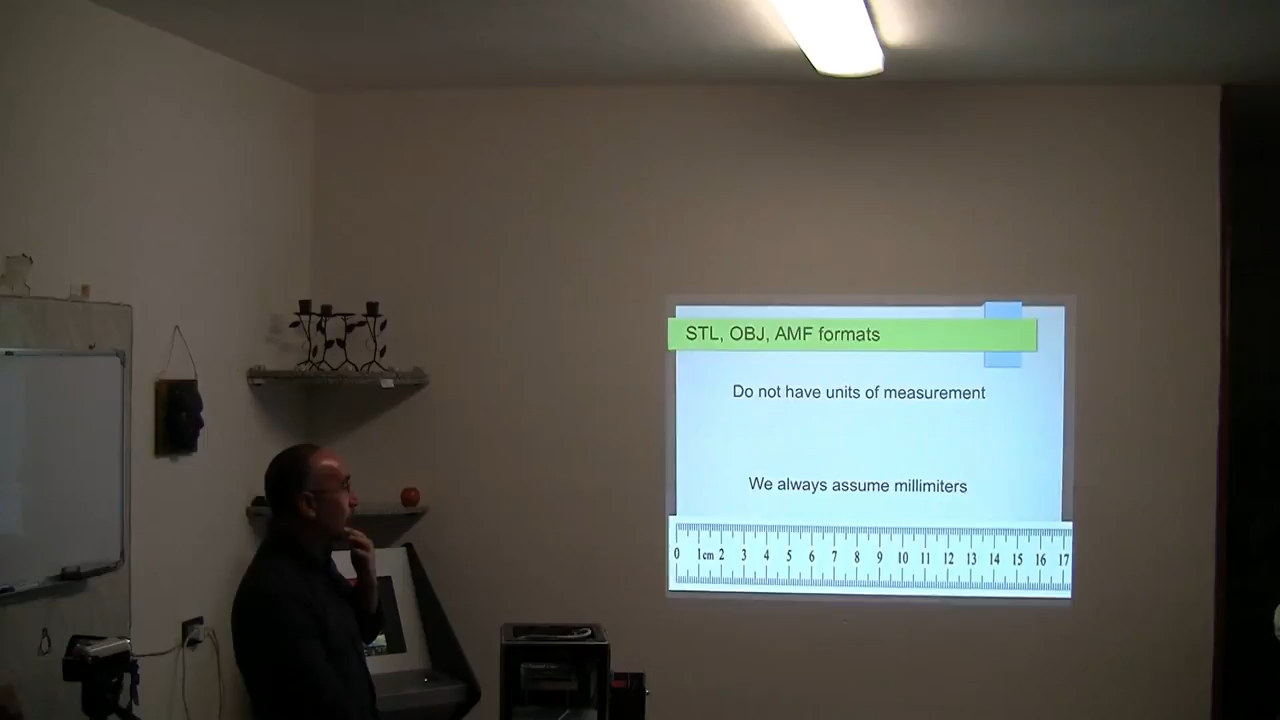 STL, OBJ, AMF formats
Do not have units of measurement
We always assume millimiters
0 1cm 2 3 4 5 6 7 8 9 10 11 12 13 14 15 16 17